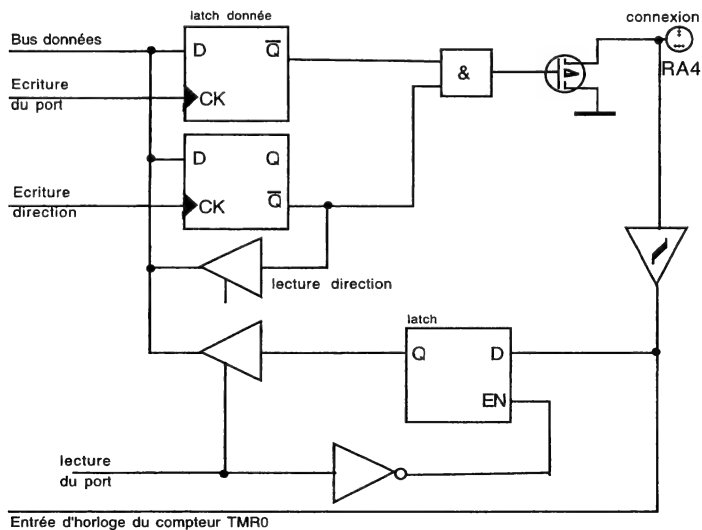 latch donnée
connexion
Bus données
D
Q̅
&
RA4
Ecriture
du port
CK
D
Q
Ecriture
direction
CK
Q̅
lecture direction
latch
Q
D
EN
lecture
du port
Entrée d'horloge du compteur TMR0